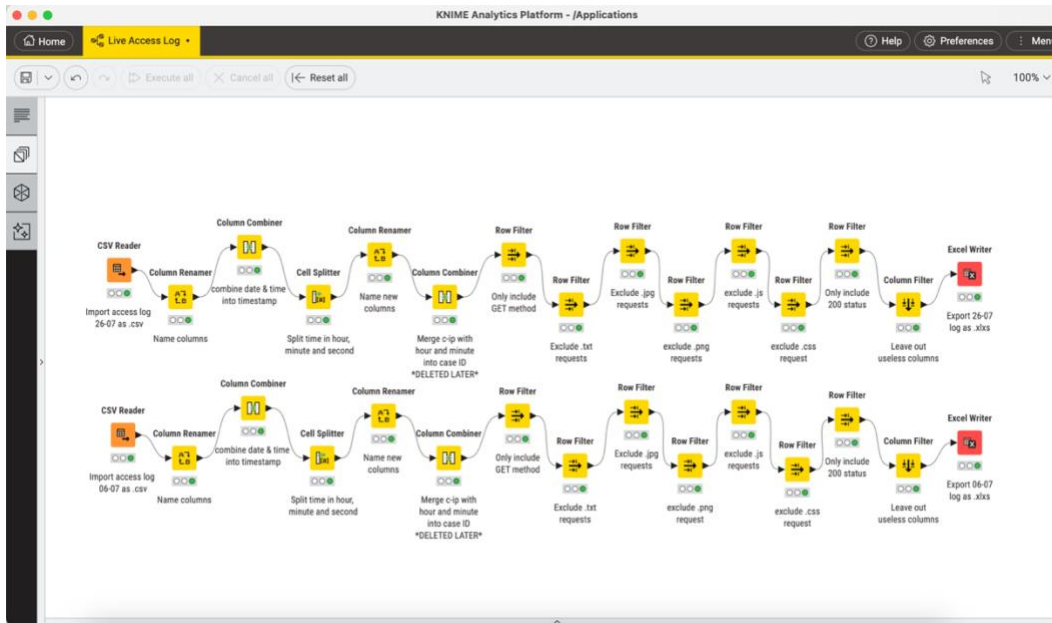 KNIME Analytics Platform - /Applications
Home
Live Access Log
Help
Preferences
Menu
Execute all
Cancel all
Reset all
100%
CSV Reader
Import access log
26-07 as .csv
Column Renamer
Name columns
Column Combiner
combine date & time
into timestamp
Cell Splitter
Split time in hour,
minute and second
Column Renamer
Name new
columns
Column Combiner
Merge c-ip with
hour and minute
into case ID
*DELETED LATER*
Row Filter
Only include
GET method
Row Filter
Exclude .txt
requests
Row Filter
Exclude .jpg
requests
Row Filter
exclude .png
requests
Row Filter
exclude .js
requests
Row Filter
exclude .css
request
Row Filter
Only include
200 status
Column Filter
Leave out
useless columns
Excel Writer
Export 26-07
log as .xlxs
CSV Reader
Import access log
06-07 as .csv
Column Renamer
Name columns
Column Combiner
combine date & time
into timestamp
Cell Splitter
Split time in hour,
minute and second
Column Renamer
Name new
columns
Column Combiner
Merge c-ip with
hour and minute
into case ID
*DELETED LATER*
Row Filter
Only include
GET method
Row Filter
Exclude .txt
requests
Row Filter
Exclude .jpg
requests
Row Filter
exclude .png
request
Row Filter
exclude .js
requests
Row Filter
exclude .css
request
Row Filter
Only include
200 status
Column Filter
Leave out
useless columns
Excel Writer
Export 06-07
log as .xlxs